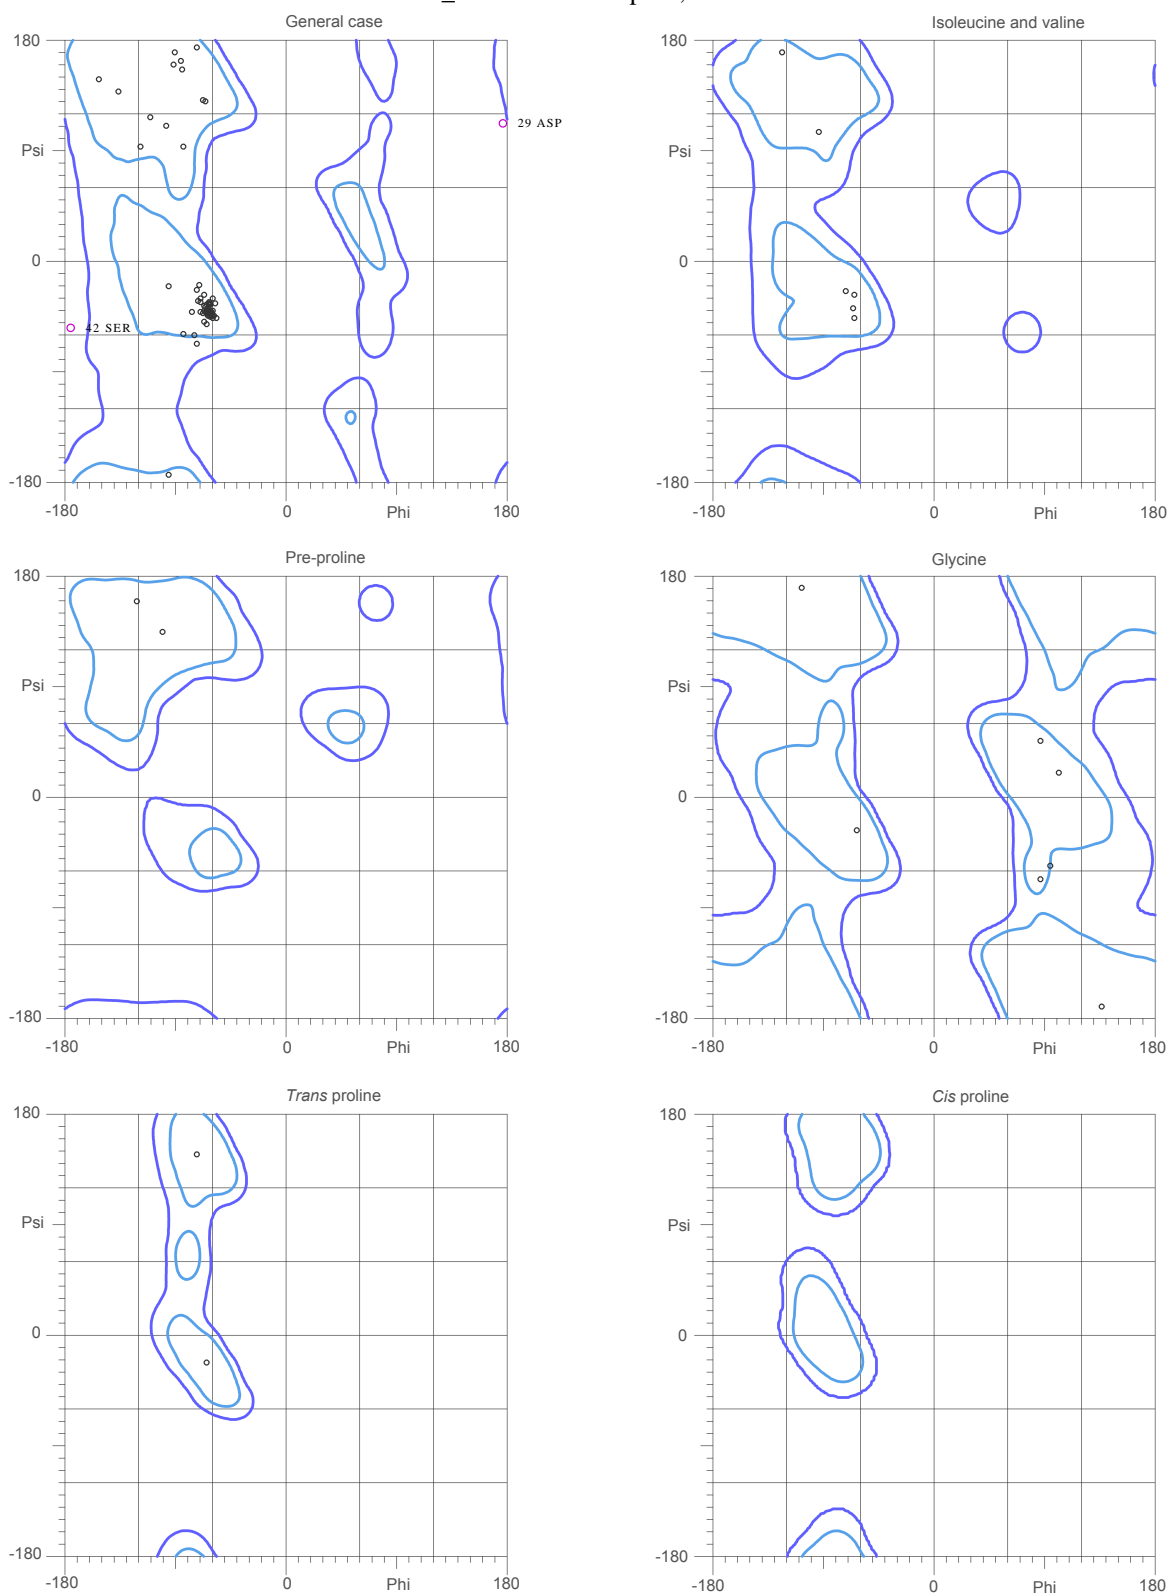 General case
Isoleucine and valine
180
180
29 ASP
Psi
Psi
0
0
42 SER
-180
-180
-180
0
Phi
180
-180
0
Phi
180
Pre-proline
Glycine
180
180
Psi
Psi
0
0
-180
-180
-180
0
Phi
180
-180
0
Phi
180
Trans proline
Cis proline
180
180
Psi
Psi
0
0
-180
-180
-180
0
Phi
180
-180
0
Phi
180